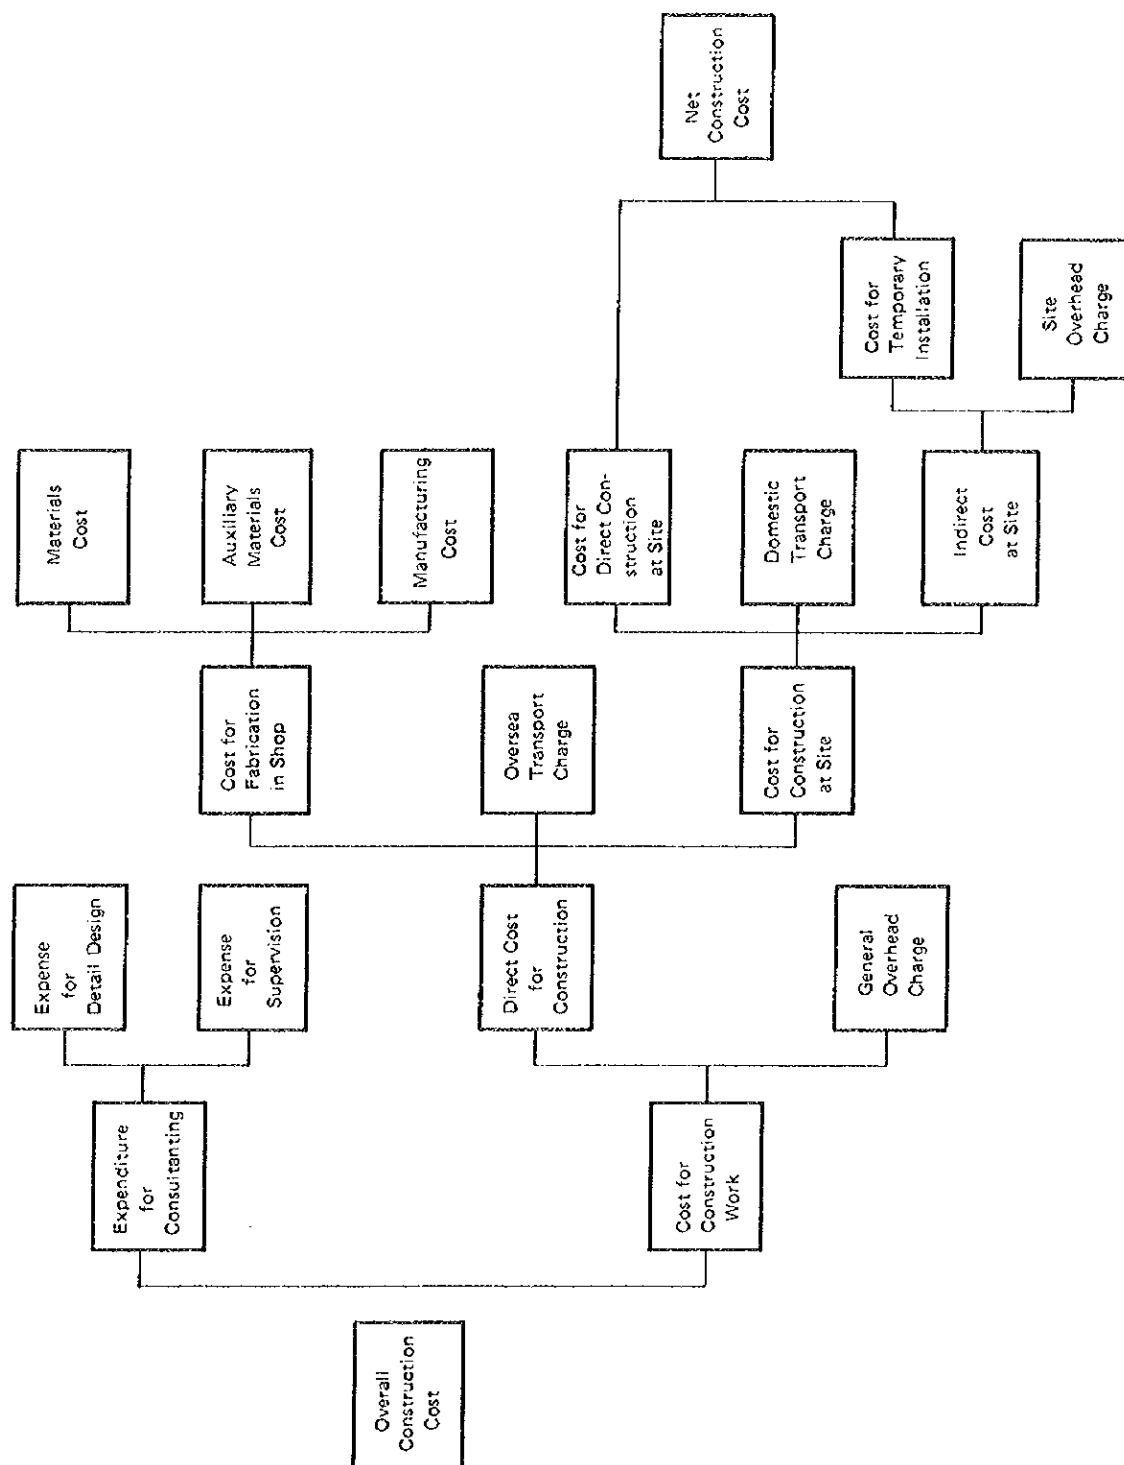 Overall
Construction
Cost
Expenditure
for
Consultanting
Cost for
Construction
Work
Expense
for
Detail Design
Expense
for
Supervision
Direct Cost
for
Construction
General
Overhead
Charge
Cost for
Fabrication
in Shop
Oversea
Transport
Charge
Cost for
Construction
at Site
Materials
Cost
Auxiliary
Materials
Cost
Manufacturing
Cost
Cost for
Direct Con-
struction
at Site
Domestic
Transport
Charge
Indirect
Cost
at Site
Cost for
Temporary
Installation
Site
Overhead
Charge
Net
Construction
Cost